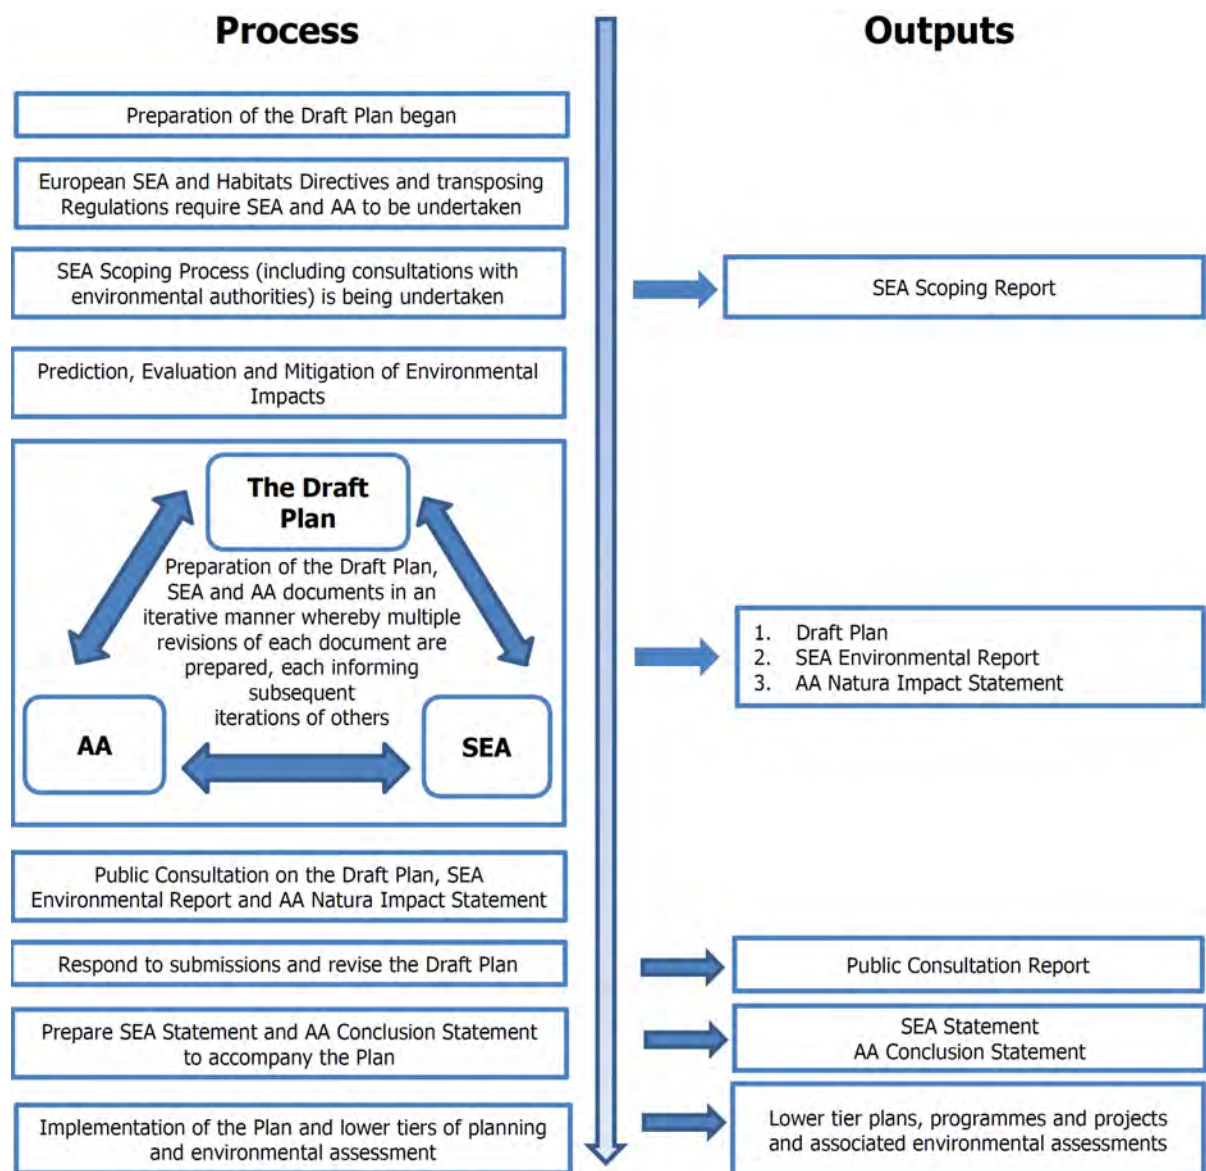 Process
Outputs
Preparation of the Draft Plan began
European SEA and Habitats Directives and transposing
Regulations require SEA and AA to be undertaken
SEA Scoping Process (including consultations with
environmental authorities) is being undertaken
SEA Scoping Report
Prediction, Evaluation and Mitigation of Environmental
Impacts
The Draft
Plan
Preparation of the Draft Plan,
SEA and AA documents in an
iterative manner whereby multiple
revisions of each document are
prepared, each informing
subsequent
iterations of others
AA
SEA
1. Draft Plan
2. SEA Environmental Report
3. AA Natura Impact Statement
Public Consultation on the Draft Plan, SEA
Environmental Report and AA Natura Impact Statement
Respond to submissions and revise the Draft Plan
Public Consultation Report
Prepare SEA Statement and AA Conclusion Statement
to accompany the Plan
SEA Statement
AA Conclusion Statement
Implementation of the Plan and lower tiers of planning
and environmental assessment
Lower tier plans, programmes and projects
and associated environmental assessments